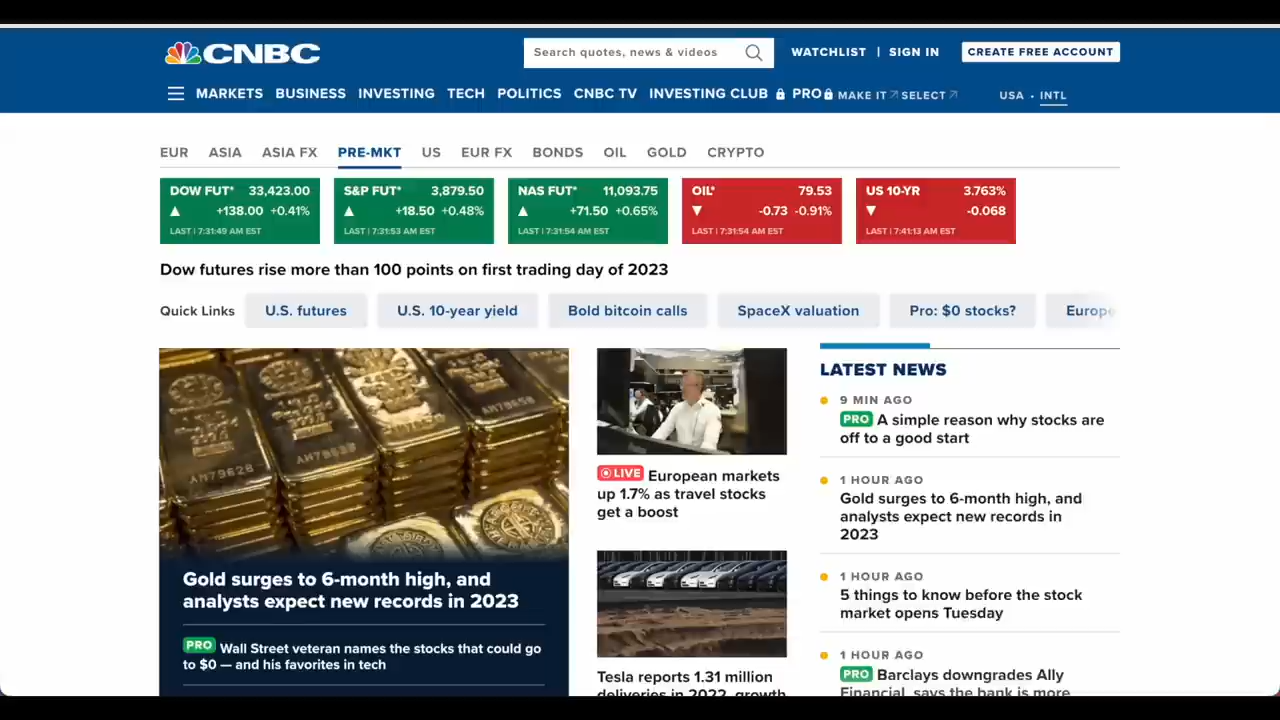 CNBC
Search quotes, news & videos
WATCHLIST | SIGN IN
CREATE FREE ACCOUNT
MARKETS BUSINESS INVESTING TECH POLITICS CNBC TV INVESTING CLUB PRO MAKE IT SELECT USA • INTL
EUR ASIA ASIA FX PRE-MKT US EUR FX BONDS OIL GOLD CRYPTO
DOW FUT* 33,423.00
+138.00 +0.41%
LAST | 7:31:49 AM EST
S&P FUT* 3,879.50
+18.50 +0.48%
LAST | 7:31:53 AM EST
NAS FUT* 11,093.75
+71.50 +0.65%
LAST | 7:31:54 AM EST
OIL* 79.53
-0.73 -0.91%
LAST | 7:31:54 AM EST
US 10-YR 3.763%
-0.068
LAST | 7:41:13 AM EST
Dow futures rise more than 100 points on first trading day of 2023
Quick Links U.S. futures U.S. 10-year yield Bold bitcoin calls SpaceX valuation Pro: $0 stocks? Europe
AH79628
Gold surges to 6-month high, and
analysts expect new records in 2023
PRO Wall Street veteran names the stocks that could go
to $0 — and his favorites in tech
LIVE European markets
up 1.7% as travel stocks
get a boost
Tesla reports 1.31 million
deliveries in 2022, growth
LATEST NEWS
9 MIN AGO
PRO A simple reason why stocks are
off to a good start
1 HOUR AGO
Gold surges to 6-month high, and
analysts expect new records in
2023
1 HOUR AGO
5 things to know before the stock
market opens Tuesday
1 HOUR AGO
PRO Barclays downgrades Ally
Financial, says the bank is more